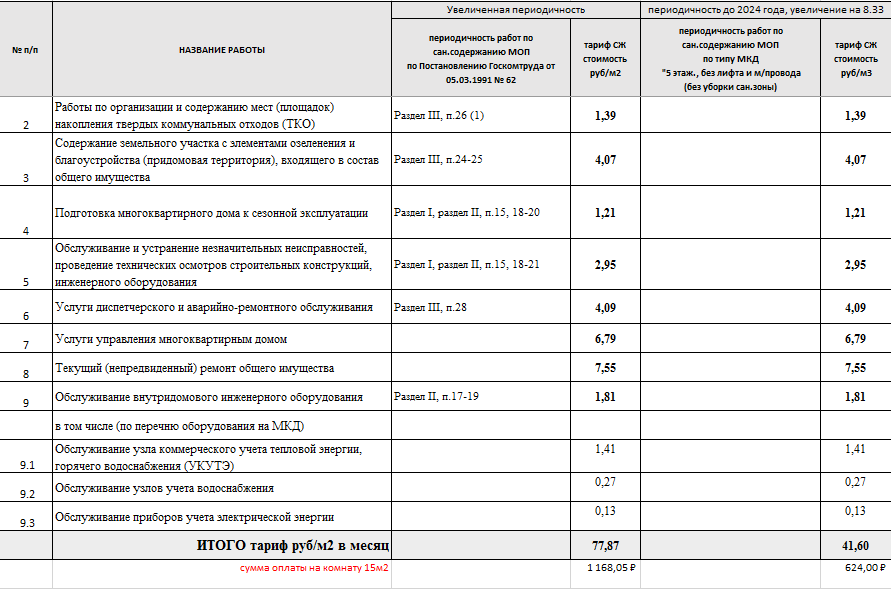 Увеличенная периодичность
периодичность до 2024 года, увеличение на 8.33
№ п/п
НАЗВАНИЕ РАБОТЫ
периодичность работ по
сан.содержанию МОП
по Постановлению Госкомтруда от
05.03.1991 № 62
тариф СЖ
стоимость
руб/м2
периодичность работ по
сан.содержанию МОП
по типу МКД
"5 этаж., без лифта и м/провода
(без уборки сан.зоны)
тариф СЖ
стоимость
руб/м3
2
Работы по организации и содержанию мест (площадок)
накопления твердых коммунальных отходов (ТКО)
Раздел III, п.26 (1)
1,39
1,39
3
Содержание земельного участка с элементами озеленения и
благоустройства (придомовая территория), входящего в состав
общего имущества
Раздел III, п.24-25
4,07
4,07
4
Подготовка многоквартирного дома к сезонной эксплуатации
Раздел I, раздел II, п.15, 18-20
1,21
1,21
5
Обслуживание и устранение незначительных неисправностей,
проведение технических осмотров строительных конструкций,
инженерного оборудования
Раздел I, раздел II, п.15, 18-21
2,95
2,95
6
Услуги диспетчерского и аварийно-ремонтного обслуживания
Раздел III, п.28
4,09
4,09
7
Услуги управления многоквартирным домом
6,79
6,79
8
Текущий (непредвиденный) ремонт общего имущества
7,55
7,55
9
Обслуживание внутридомового инженерного оборудования
Раздел II, п.17-19
1,81
1,81
в том числе (по перечню оборудования на МКД)
9.1
Обслуживание узла коммерческого учета тепловой энергии,
горячего водоснабжения (УКУТЭ)
1,41
1,41
9.2
Обслуживание узлов учета водоснабжения
0,27
0,27
9.3
Обслуживание приборов учета электрической энергии
0,13
0,13
ИТОГО тариф руб/м2 в месяц
77,87
41,60
сумма оплаты на комнату 15м2
1 168,05 ₽
624,00 ₽